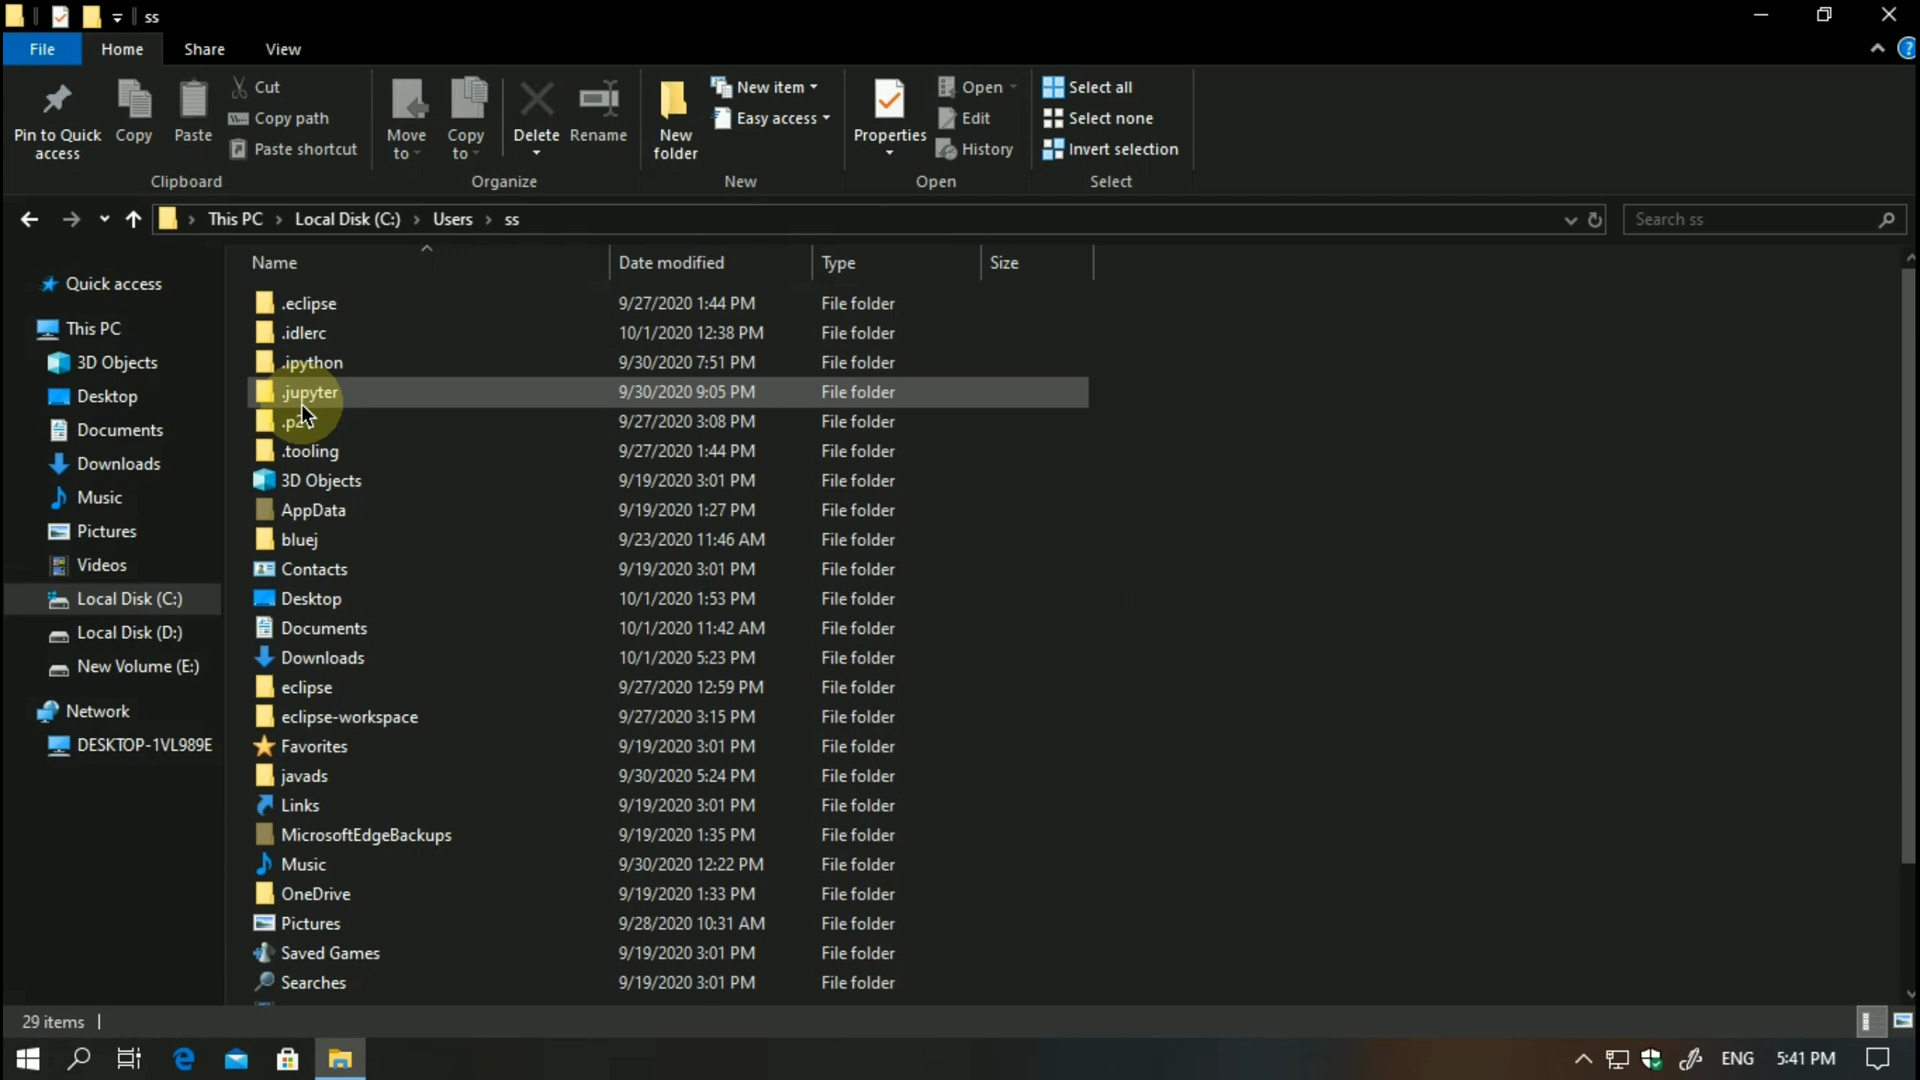 ss
File Home Share View
Pin to Quick access
Copy
Paste
Cut
Copy path
Paste shortcut
Clipboard
Move to
Copy to
Delete
Rename
Organize
New folder
New item
Easy access
New
Properties
Open
Edit
History
Open
Select all
Select none
Invert selection
Select
This PC › Local Disk (C:) › Users › ss
Search ss
Quick access
This PC
3D Objects
Desktop
Documents
Downloads
Music
Pictures
Videos
Local Disk (C:)
Local Disk (D:)
New Volume (E:)
Network
DESKTOP-1VL989E
Name Date modified Type Size
.eclipse 9/27/2020 1:44 PM File folder
.idlerc 10/1/2020 12:38 PM File folder
.ipython 9/30/2020 7:51 PM File folder
.jupyter 9/30/2020 9:05 PM File folder
.p2 9/27/2020 3:08 PM File folder
.tooling 9/27/2020 1:44 PM File folder
3D Objects 9/19/2020 3:01 PM File folder
AppData 9/19/2020 1:27 PM File folder
bluej 9/23/2020 11:46 AM File folder
Contacts 9/19/2020 3:01 PM File folder
Desktop 10/1/2020 1:53 PM File folder
Documents 10/1/2020 11:42 AM File folder
Downloads 10/1/2020 5:23 PM File folder
eclipse 9/27/2020 12:59 PM File folder
eclipse-workspace 9/27/2020 3:15 PM File folder
Favorites 9/19/2020 3:01 PM File folder
javads 9/30/2020 5:24 PM File folder
Links 9/19/2020 3:01 PM File folder
MicrosoftEdgeBackups 9/19/2020 1:35 PM File folder
Music 9/30/2020 12:22 PM File folder
OneDrive 9/19/2020 1:33 PM File folder
Pictures 9/28/2020 10:31 AM File folder
Saved Games 9/19/2020 3:01 PM File folder
Searches 9/19/2020 3:01 PM File folder
29 items
ENG 5:41 PM